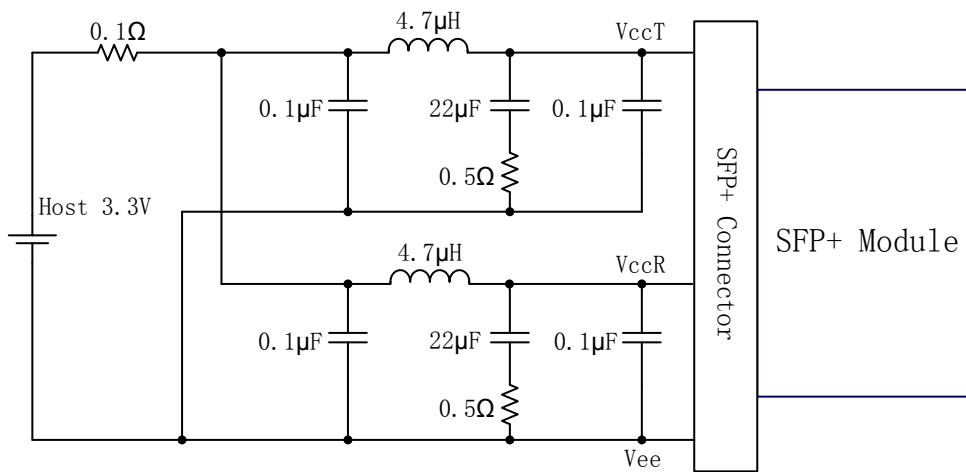 4.7μH
0.1Ω
VccT
0.1μF
22μF
0.1μF
0.5Ω
Host 3.3V
SFP+ Connector
SFP+ Module
4.7μH
VccR
0.1μF
22μF
0.1μF
0.5Ω
Vee